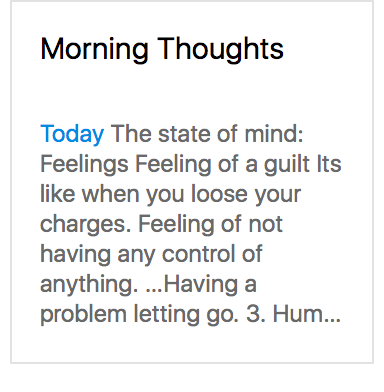 Morning Thoughts
Today The state of mind:
Feelings Feeling of a guilt Its
like when you loose your
charges. Feeling of not
having any control of
anything. ...Having a
problem letting go. 3. Hum...